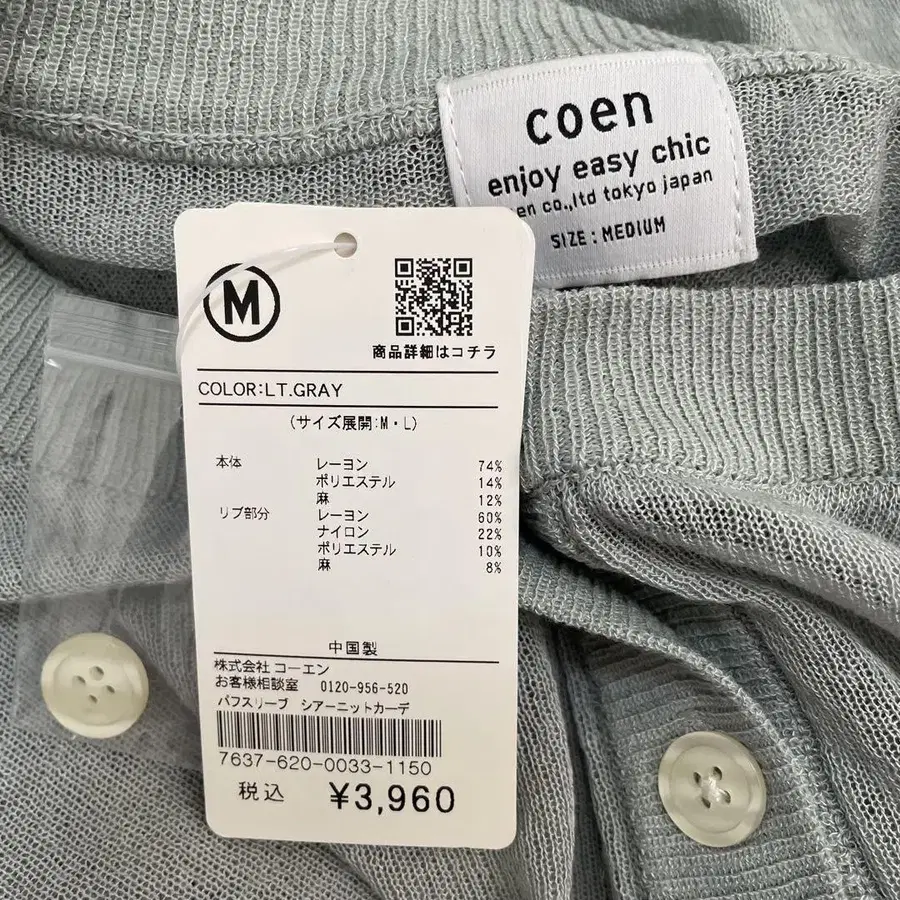 coen
enjoy easy chic
en co.,ltd tokyo japan
SIZE : MEDIUM
M
商品詳細はコチラ
COLOR:LT.GRAY
(サイズ展開:M・L)
本体 レーヨン 74%
ポリエステル 14%
麻 12%
リブ部分 レーヨン 60%
ナイロン 22%
ポリエステル 10%
麻 8%
中国製
株式会社 コーエン
お客様相談室 0120-956-520
パフスリーブ シアーニットカーデ
7637-620-0033-1150
税込 ¥3,960